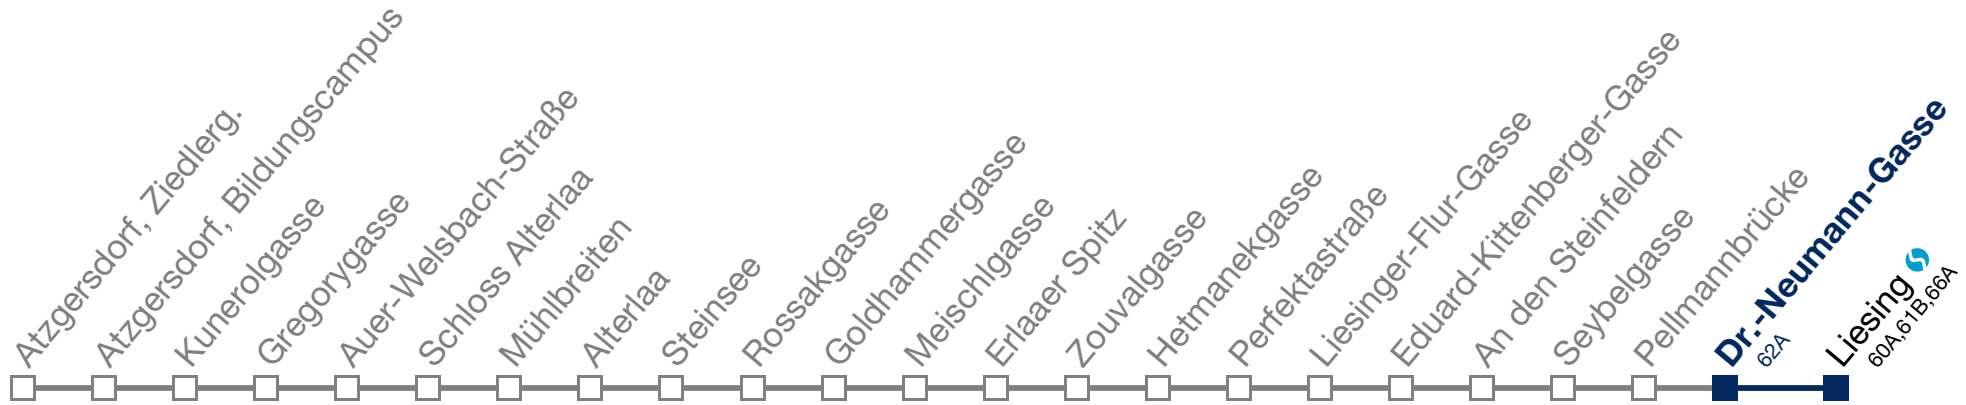 Atzgersdorf, Ziedlerg.
Atzgersdorf, Bildungscampus
Kunerolgasse
Gregorygasse
Auer-Welsbach-Straße
Schloss Alterlaa
Mühlbreiten
Alterlaa
Steinsee
Rossakgasse
Goldhammergasse
Meischlgasse
Erlaaer Spitz
Zouvalgasse
Hetmanekgasse
Perfektastraße
Liesinger-Flur-Gasse
Eduard-Kittenberger-Gasse
An den Steinfeldern
Seybelgasse
Pellmannbrücke
Dr.-Neumann-Gasse
62A
Liesing
60A,61B,66A